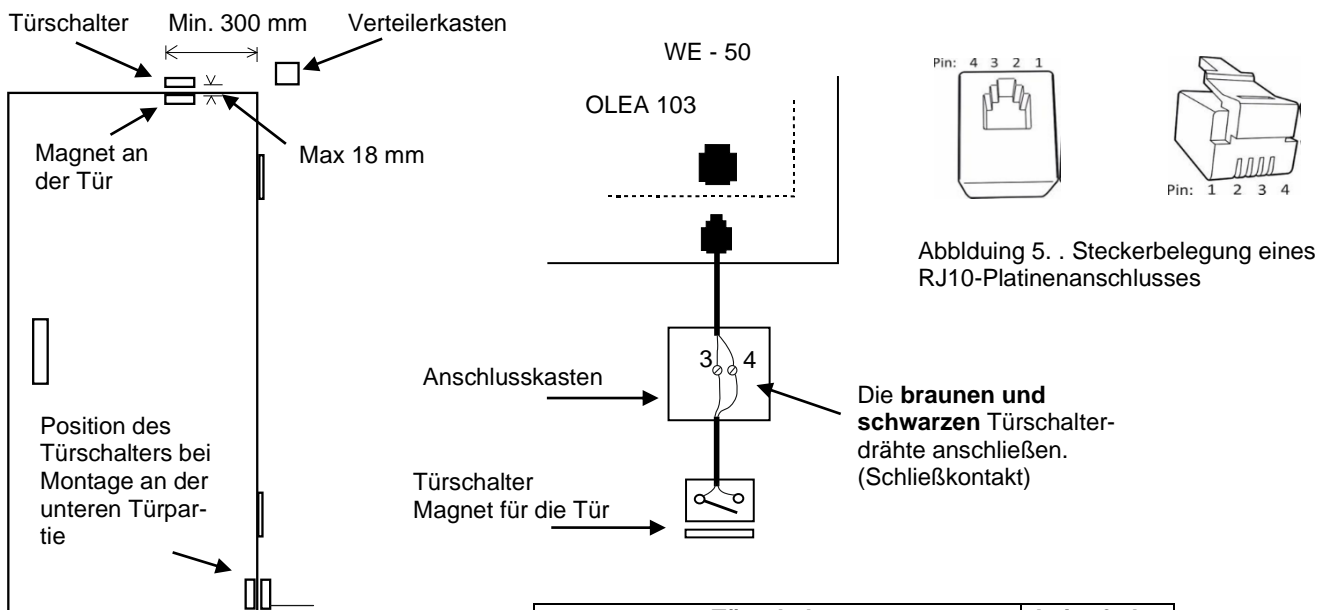 Türschalter
Min. 300 mm
Verteilerkasten
Magnet an
der Tür
Max 18 mm
Position des
Türschalters bei
Montage an der
unteren Türpar-
tie
WE - 50
OLEA 103
Anschlusskasten
3 4
Die braunen und
schwarzen Türschalter-
drähte anschließen.
(Schließkontakt)
Türschalter
Magnet für die Tür
Pin: 4 3 2 1
Pin: 1 2 3 4
Abblduing 5. . Steckerbelegung eines
RJ10-Platinenanschlusses